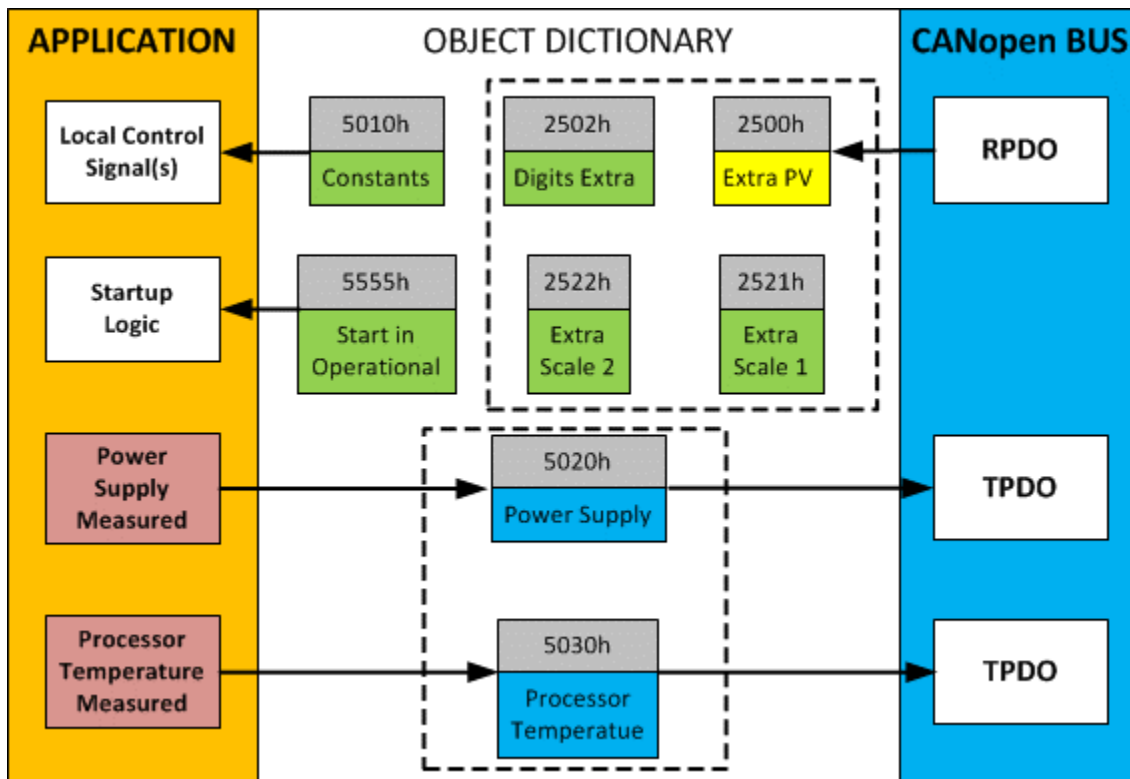 APPLICATION
OBJECT DICTIONARY
CANopen BUS
Local Control
Signal(s)
5010h
Constants
2502h
Digits Extra
2500h
Extra PV
RPDO
Startup
Logic
5555h
Start in
Operational
2522h
Extra
Scale 2
2521h
Extra
Scale 1
Power
Supply
Measured
5020h
Power Supply
TPDO
Processor
Temperature
Measured
5030h
Processor
Temperatue
TPDO